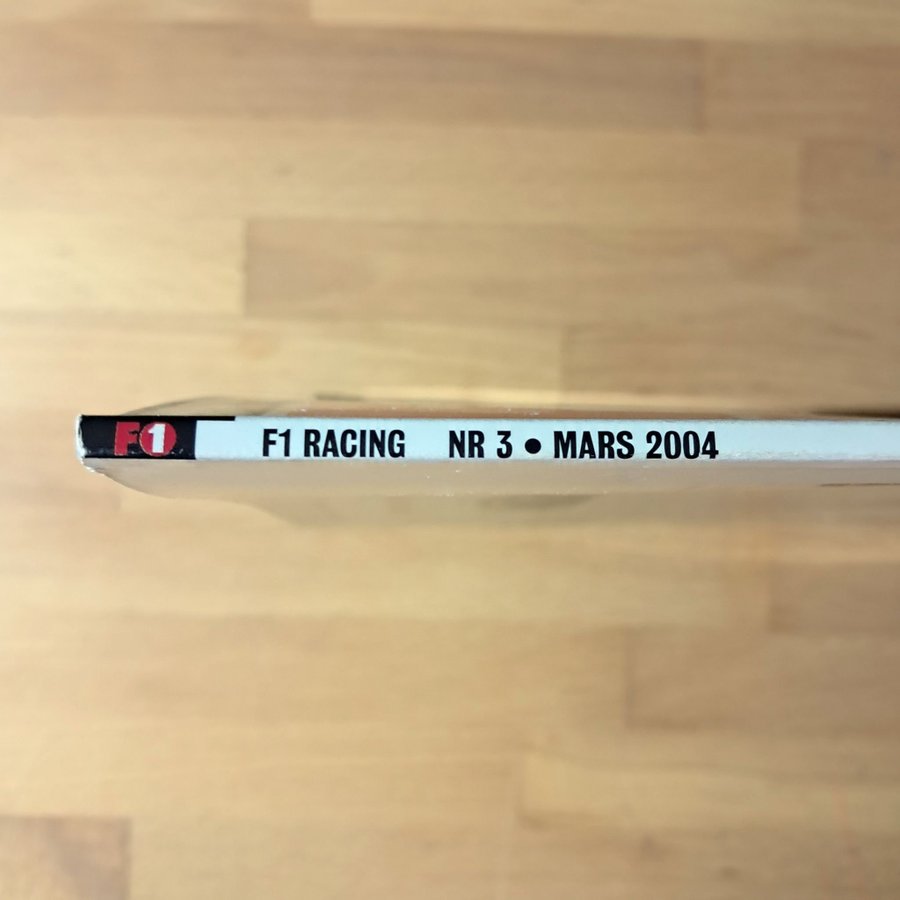 F1 F1 RACING NR 3 • MARS 2004